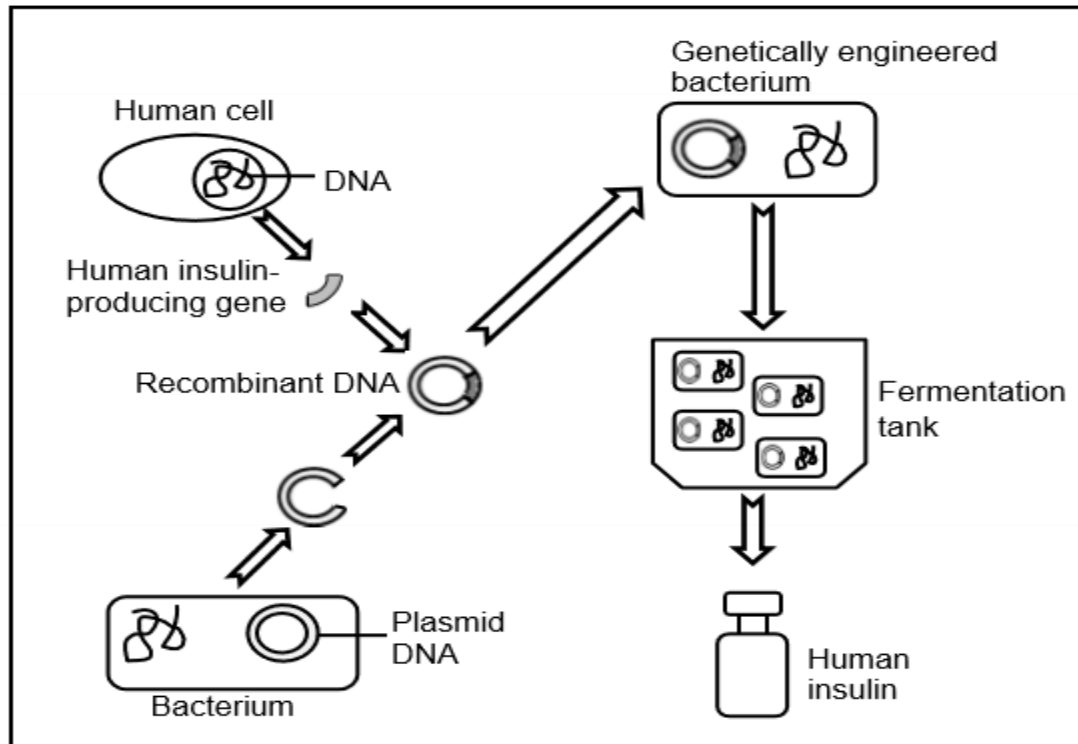 Human cell
DNA
Human insulin-
producing gene
Recombinant DNA
Plasmid
DNA
Bacterium
Genetically engineered
bacterium
Fermentation
tank
Human
insulin